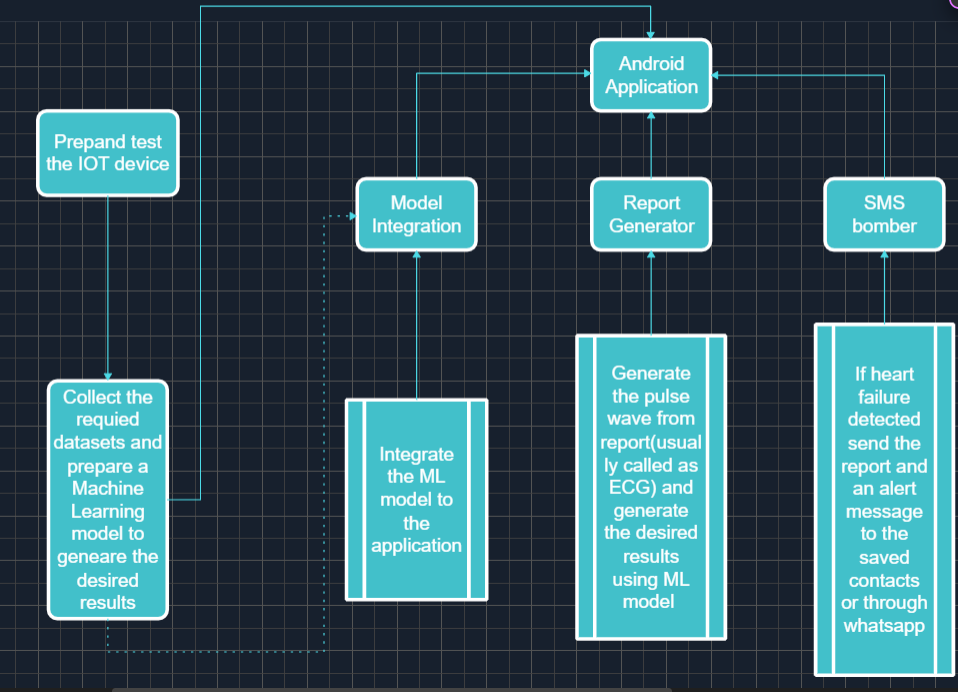 Android
Application
Prepand test
the IOT device
Model
Integration
Report
Generator
SMS
bomber
Collect the
requied
datasets and
prepare a
Machine
Learning
model to
geneare the
desired
results
Integrate
the ML
model to
the
application
Generate
the pulse
wave from
report(usual
ly called as
ECG) and
generate
the desired
results
using ML
model
If heart
failure
detected
send the
report and
an alert
message
to the
saved
contacts
or through
whatsapp